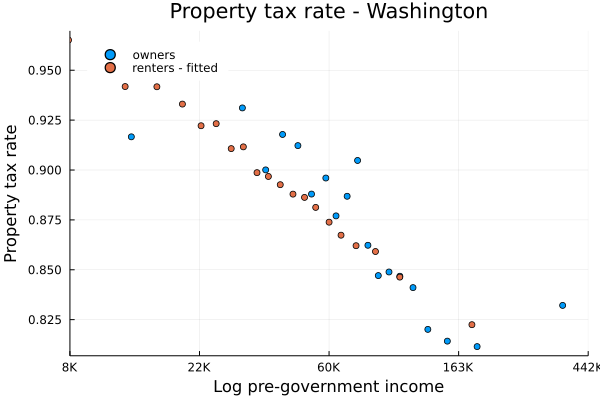 Property tax rate - Washington
owners
renters - fitted
Property tax rate
0.950
0.925
0.900
0.875
0.850
0.825
8K
22K
60K
163K
442K
Log pre-government income